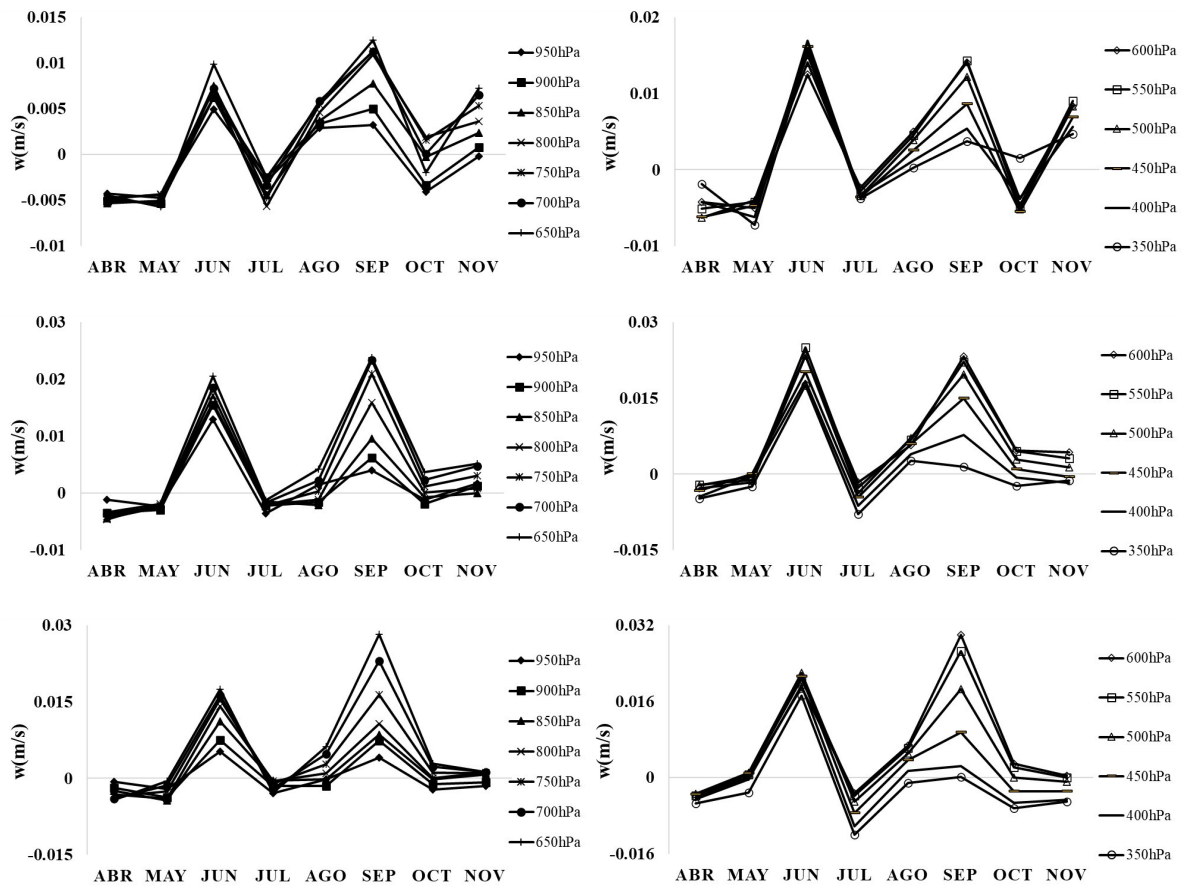 w(m/s)
0.015
0.01
0.005
0
-0.005
-0.01
ABR MAY JUN JUL AGO SEP OCT NOV
950hPa
900hPa
850hPa
800hPa
750hPa
700hPa
650hPa
w(m/s)
0.02
0.01
0
-0.01
ABR MAY JUN JUL AGO SEP OCT NOV
600hPa
550hPa
500hPa
450hPa
400hPa
350hPa
w(m/s)
0.03
0.02
0.01
0
-0.01
ABR MAY JUN JUL AGO SEP OCT NOV
950hPa
900hPa
850hPa
800hPa
750hPa
700hPa
650hPa
w(m/s)
0.03
0.015
0
-0.015
ABR MAY JUN JUL AGO SEP OCT NOV
600hPa
550hPa
500hPa
450hPa
400hPa
350hPa
w(m/s)
0.03
0.015
0
-0.015
ABR MAY JUN JUL AGO SEP OCT NOV
950hPa
900hPa
850hPa
800hPa
750hPa
700hPa
650hPa
w(m/s)
0.032
0.016
0
-0.016
ABR MAY JUN JUL AGO SEP OCT NOV
600hPa
550hPa
500hPa
450hPa
400hPa
350hPa